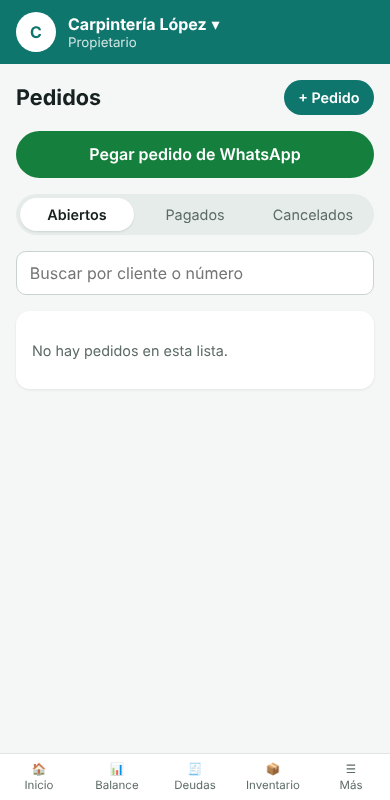 C
Carpintería López ▾
Propietario
Pedidos
+ Pedido
Pegar pedido de WhatsApp
Abiertos
Pagados
Cancelados
Buscar por cliente o número
No hay pedidos en esta lista.
Inicio
Balance
Deudas
Inventario
Más